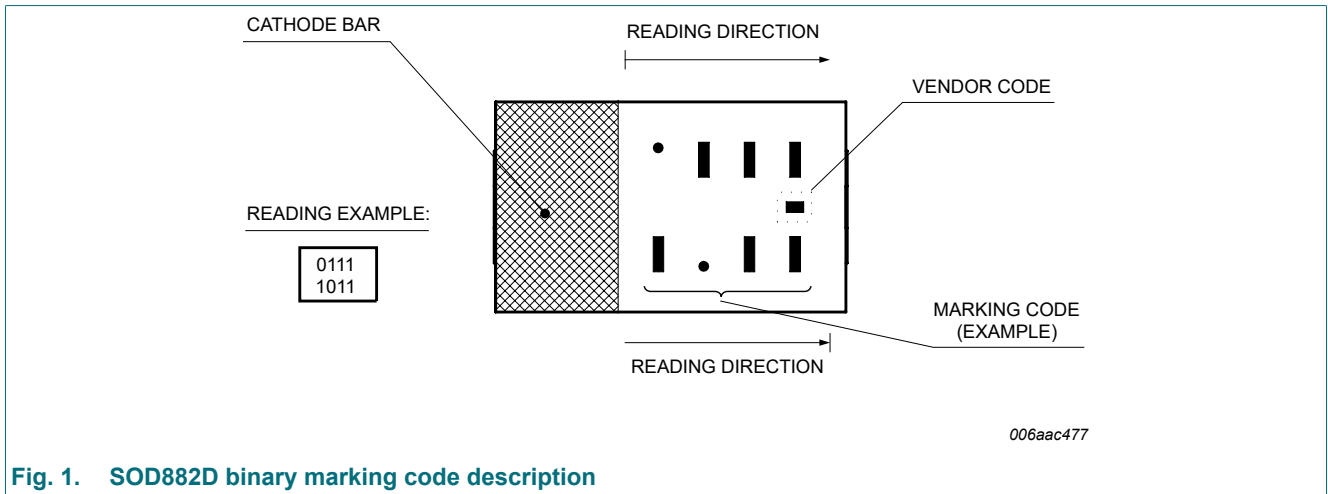 CATHODE BAR
READING DIRECTION
VENDOR CODE
READING EXAMPLE:
0111
1011
MARKING CODE
(EXAMPLE)
READING DIRECTION
006aac477
Fig. 1. SOD882D binary marking code description